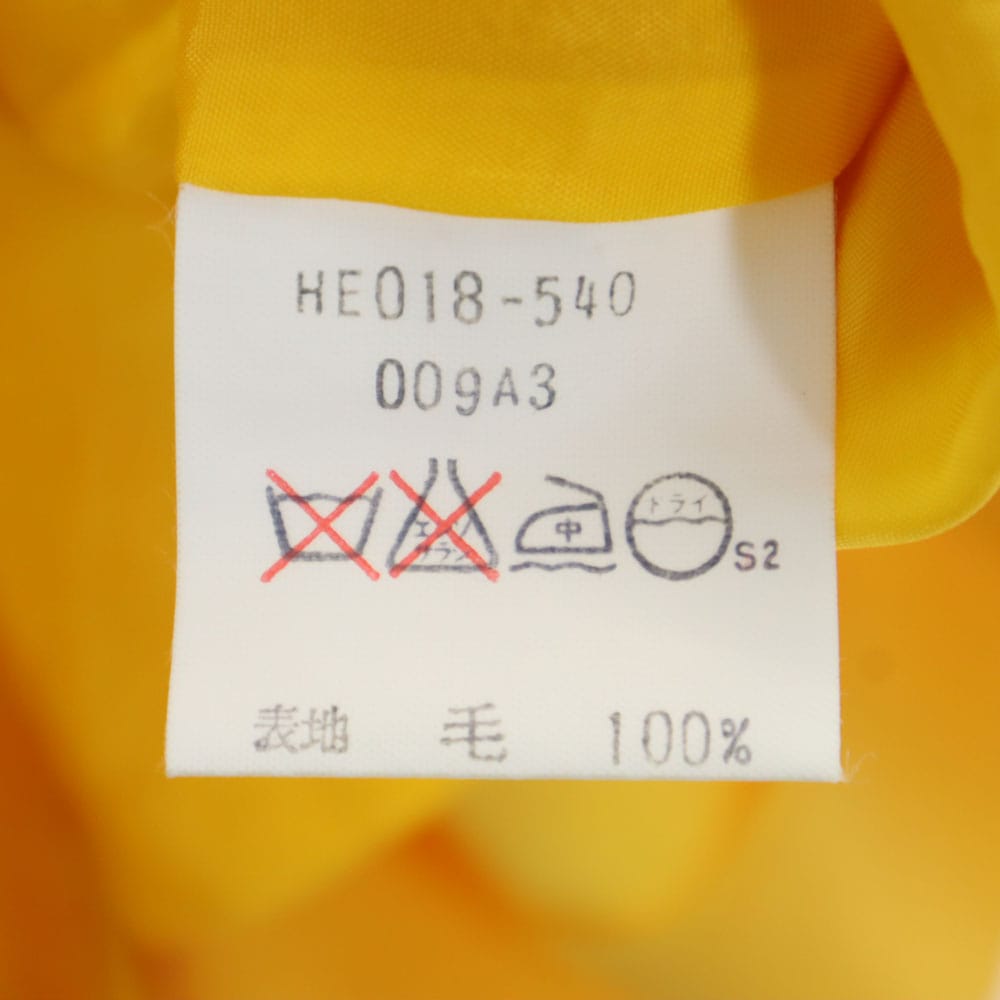 HE018-540
009A3
エンソ
サラシ
中
ドライ
S2
表地 毛 100%